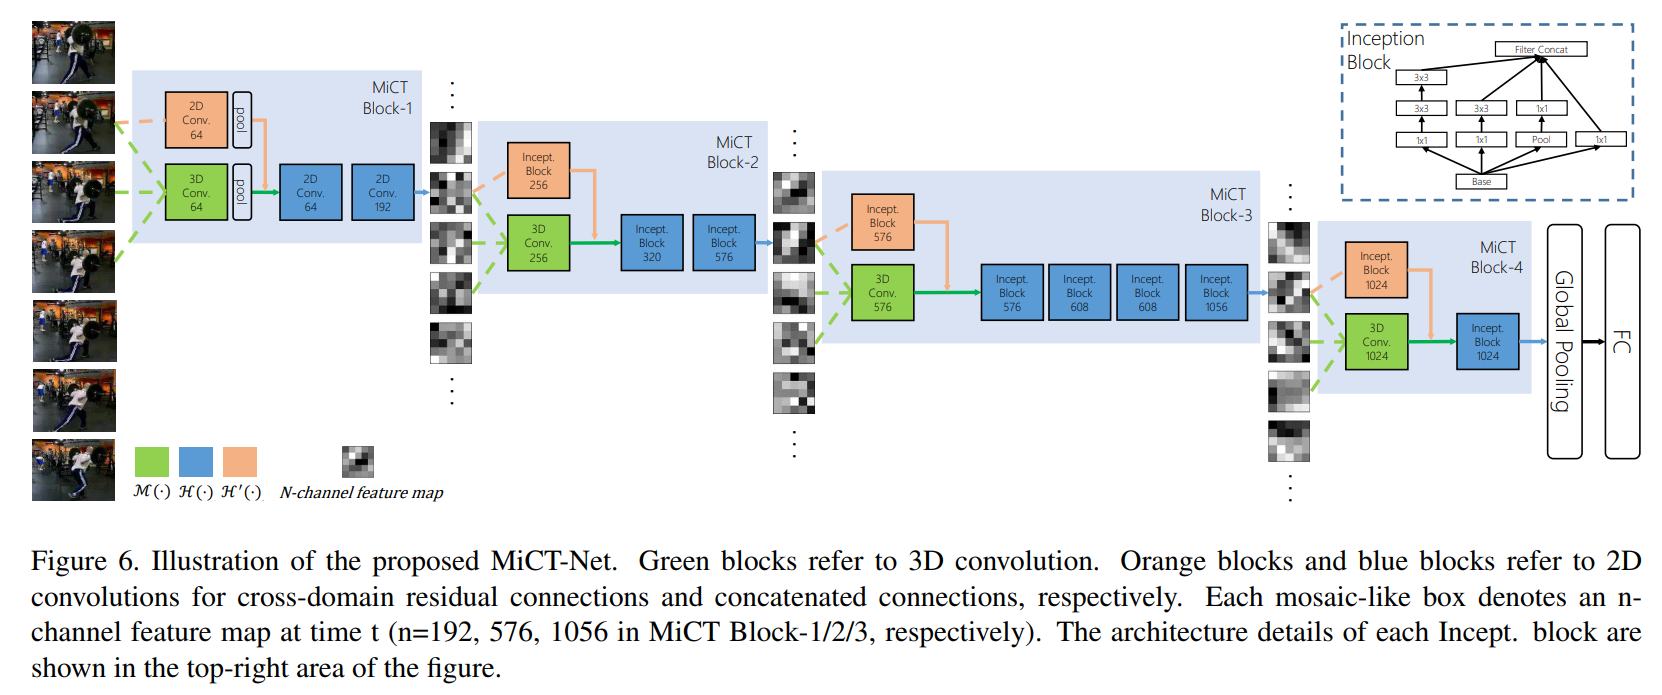 MiCT
Block-1
2D
Conv.
64
pool
3D
Conv.
64
pool
2D
Conv.
64
2D
Conv.
192
MiCT
Block-2
Incept.
Block
256
3D
Conv.
256
Incept.
Block
320
Incept.
Block
576
MiCT
Block-3
Incept.
Block
576
3D
Conv.
576
Incept.
Block
576
Incept.
Block
608
Incept.
Block
608
Incept.
Block
1056
MiCT
Block-4
Incept.
Block
1024
3D
Conv.
1024
Incept.
Block
1024
Global Pooling
FC
Inception
Block
Filter Concat
3x3
3x3
3x3
1x1
1x1
1x1
Pool
1x1
Base
ℳ(·) ℋ(·) ℋ′(·) N-channel feature map
Figure 6. Illustration of the proposed MiCT-Net. Green blocks refer to 3D convolution. Orange blocks and blue blocks refer to 2D
convolutions for cross-domain residual connections and concatenated connections, respectively. Each mosaic-like box denotes an n-
channel feature map at time t (n=192, 576, 1056 in MiCT Block-1/2/3, respectively). The architecture details of each Incept. block are
shown in the top-right area of the figure.